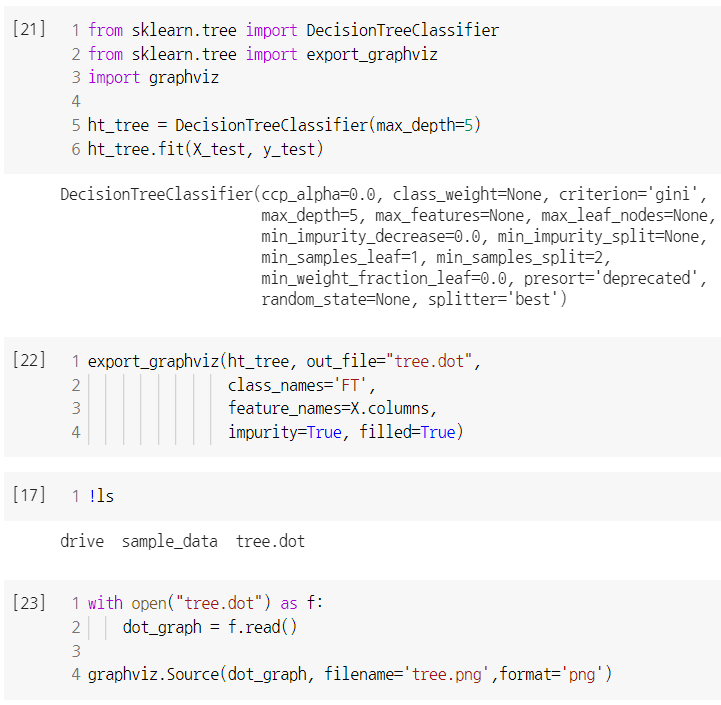 [21] 1 from sklearn.tree import DecisionTreeClassifier
2 from sklearn.tree import export_graphviz
3 import graphviz
4
5 ht_tree = DecisionTreeClassifier(max_depth=5)
6 ht_tree.fit(X_test, y_test)
DecisionTreeClassifier(ccp_alpha=0.0, class_weight=None, criterion='gini',
max_depth=5, max_features=None, max_leaf_nodes=None,
min_impurity_decrease=0.0, min_impurity_split=None,
min_samples_leaf=1, min_samples_split=2,
min_weight_fraction_leaf=0.0, presort='deprecated',
random_state=None, splitter='best')
[22] 1 export_graphviz(ht_tree, out_file="tree.dot",
2 class_names='FT',
3 feature_names=X.columns,
4 impurity=True, filled=True)
[17] 1 !ls
drive sample_data tree.dot
[23] 1 with open("tree.dot") as f:
2 dot_graph = f.read()
3
4 graphviz.Source(dot_graph, filename='tree.png',format='png')